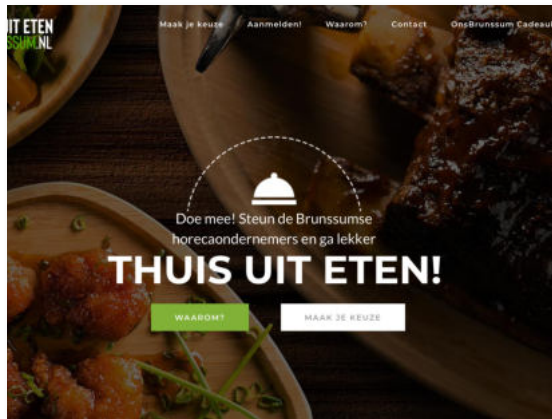 UIT ETEN
SSUM.NL
Maak je keuze Aanmelden! Waarom? Contact OnsBrunssum Cadeau
Doe mee! Steun de Brunssumse
horecaondernemers en ga lekker
THUIS UIT ETEN!
WAAROM? MAAK JE KEUZE